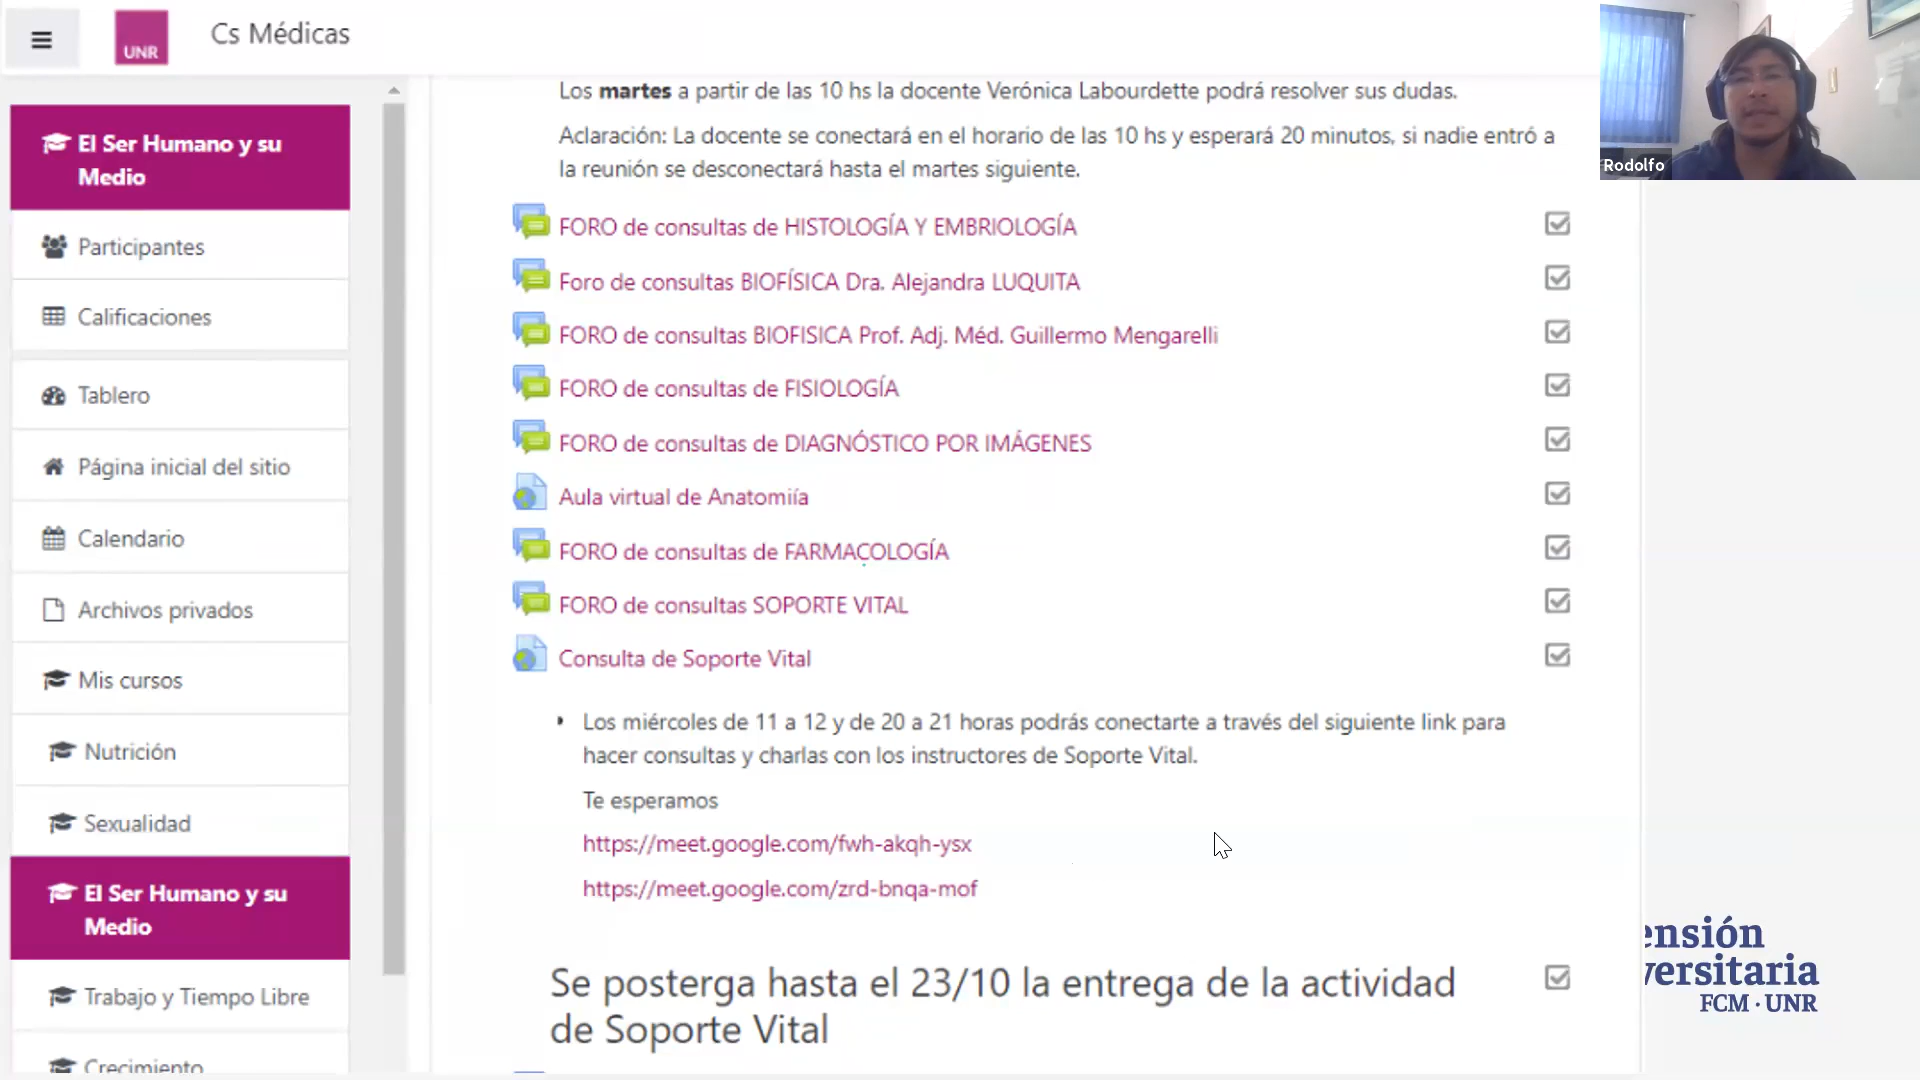 UNR
Cs Médicas
El Ser Humano y su
Medio
Participantes
Calificaciones
Tablero
Página inicial del sitio
Calendario
Archivos privados
Mis cursos
Nutrición
Sexualidad
El Ser Humano y su
Medio
Trabajo y Tiempo Libre
Crecimiento
Los martes a partir de las 10 hs la docente Verónica Labourdette podrá resolver sus dudas.
Aclaración: La docente se conectará en el horario de las 10 hs y esperará 20 minutos, si nadie entró a
la reunión se desconectará hasta el martes siguiente.
FORO de consultas de HISTOLOGÍA Y EMBRIOLOGÍA
Foro de consultas BIOFÍSICA Dra. Alejandra LUQUITA
FORO de consultas BIOFISICA Prof. Adj. Méd. Guillermo Mengarelli
FORO de consultas de FISIOLOGÍA
FORO de consultas de DIAGNÓSTICO POR IMÁGENES
Aula virtual de Anatomiía
FORO de consultas de FARMACOLOGÍA
FORO de consultas SOPORTE VITAL
Consulta de Soporte Vital
Los miércoles de 11 a 12 y de 20 a 21 horas podrás conectarte a través del siguiente link para
hacer consultas y charlas con los instructores de Soporte Vital.
Te esperamos
https://meet.google.com/fwh-akqh-ysx
https://meet.google.com/zrd-bnqa-mof
Se posterga hasta el 23/10 la entrega de la actividad
de Soporte Vital
Rodolfo
ensión
versitaria
FCM · UNR